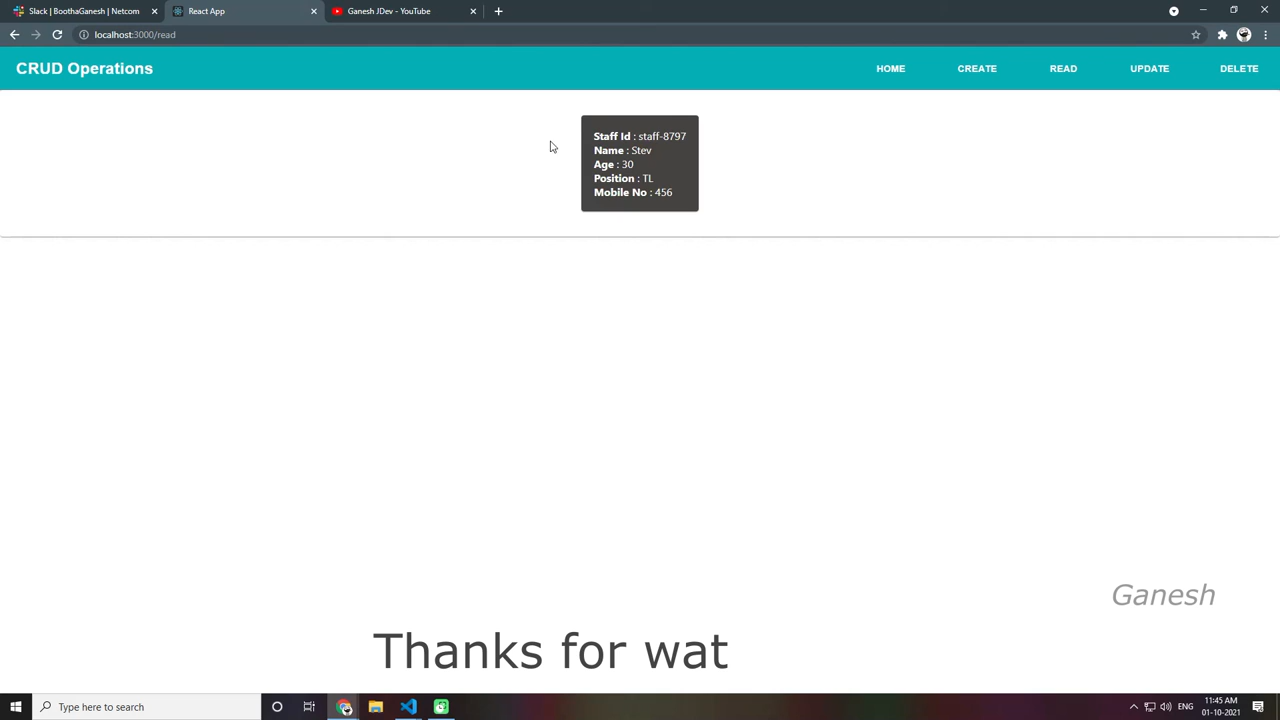 Slack | BoothaGanesh | Netcom
React App
Ganesh JDev - YouTube
localhost:3000/read
CRUD Operations
HOME
CREATE
READ
UPDATE
DELETE
Staff Id : staff-8797
Name : Stev
Age : 30
Position : TL
Mobile No : 456
Ganesh
Thanks for wat
Type here to search
ENG
11:45 AM
01-10-2021